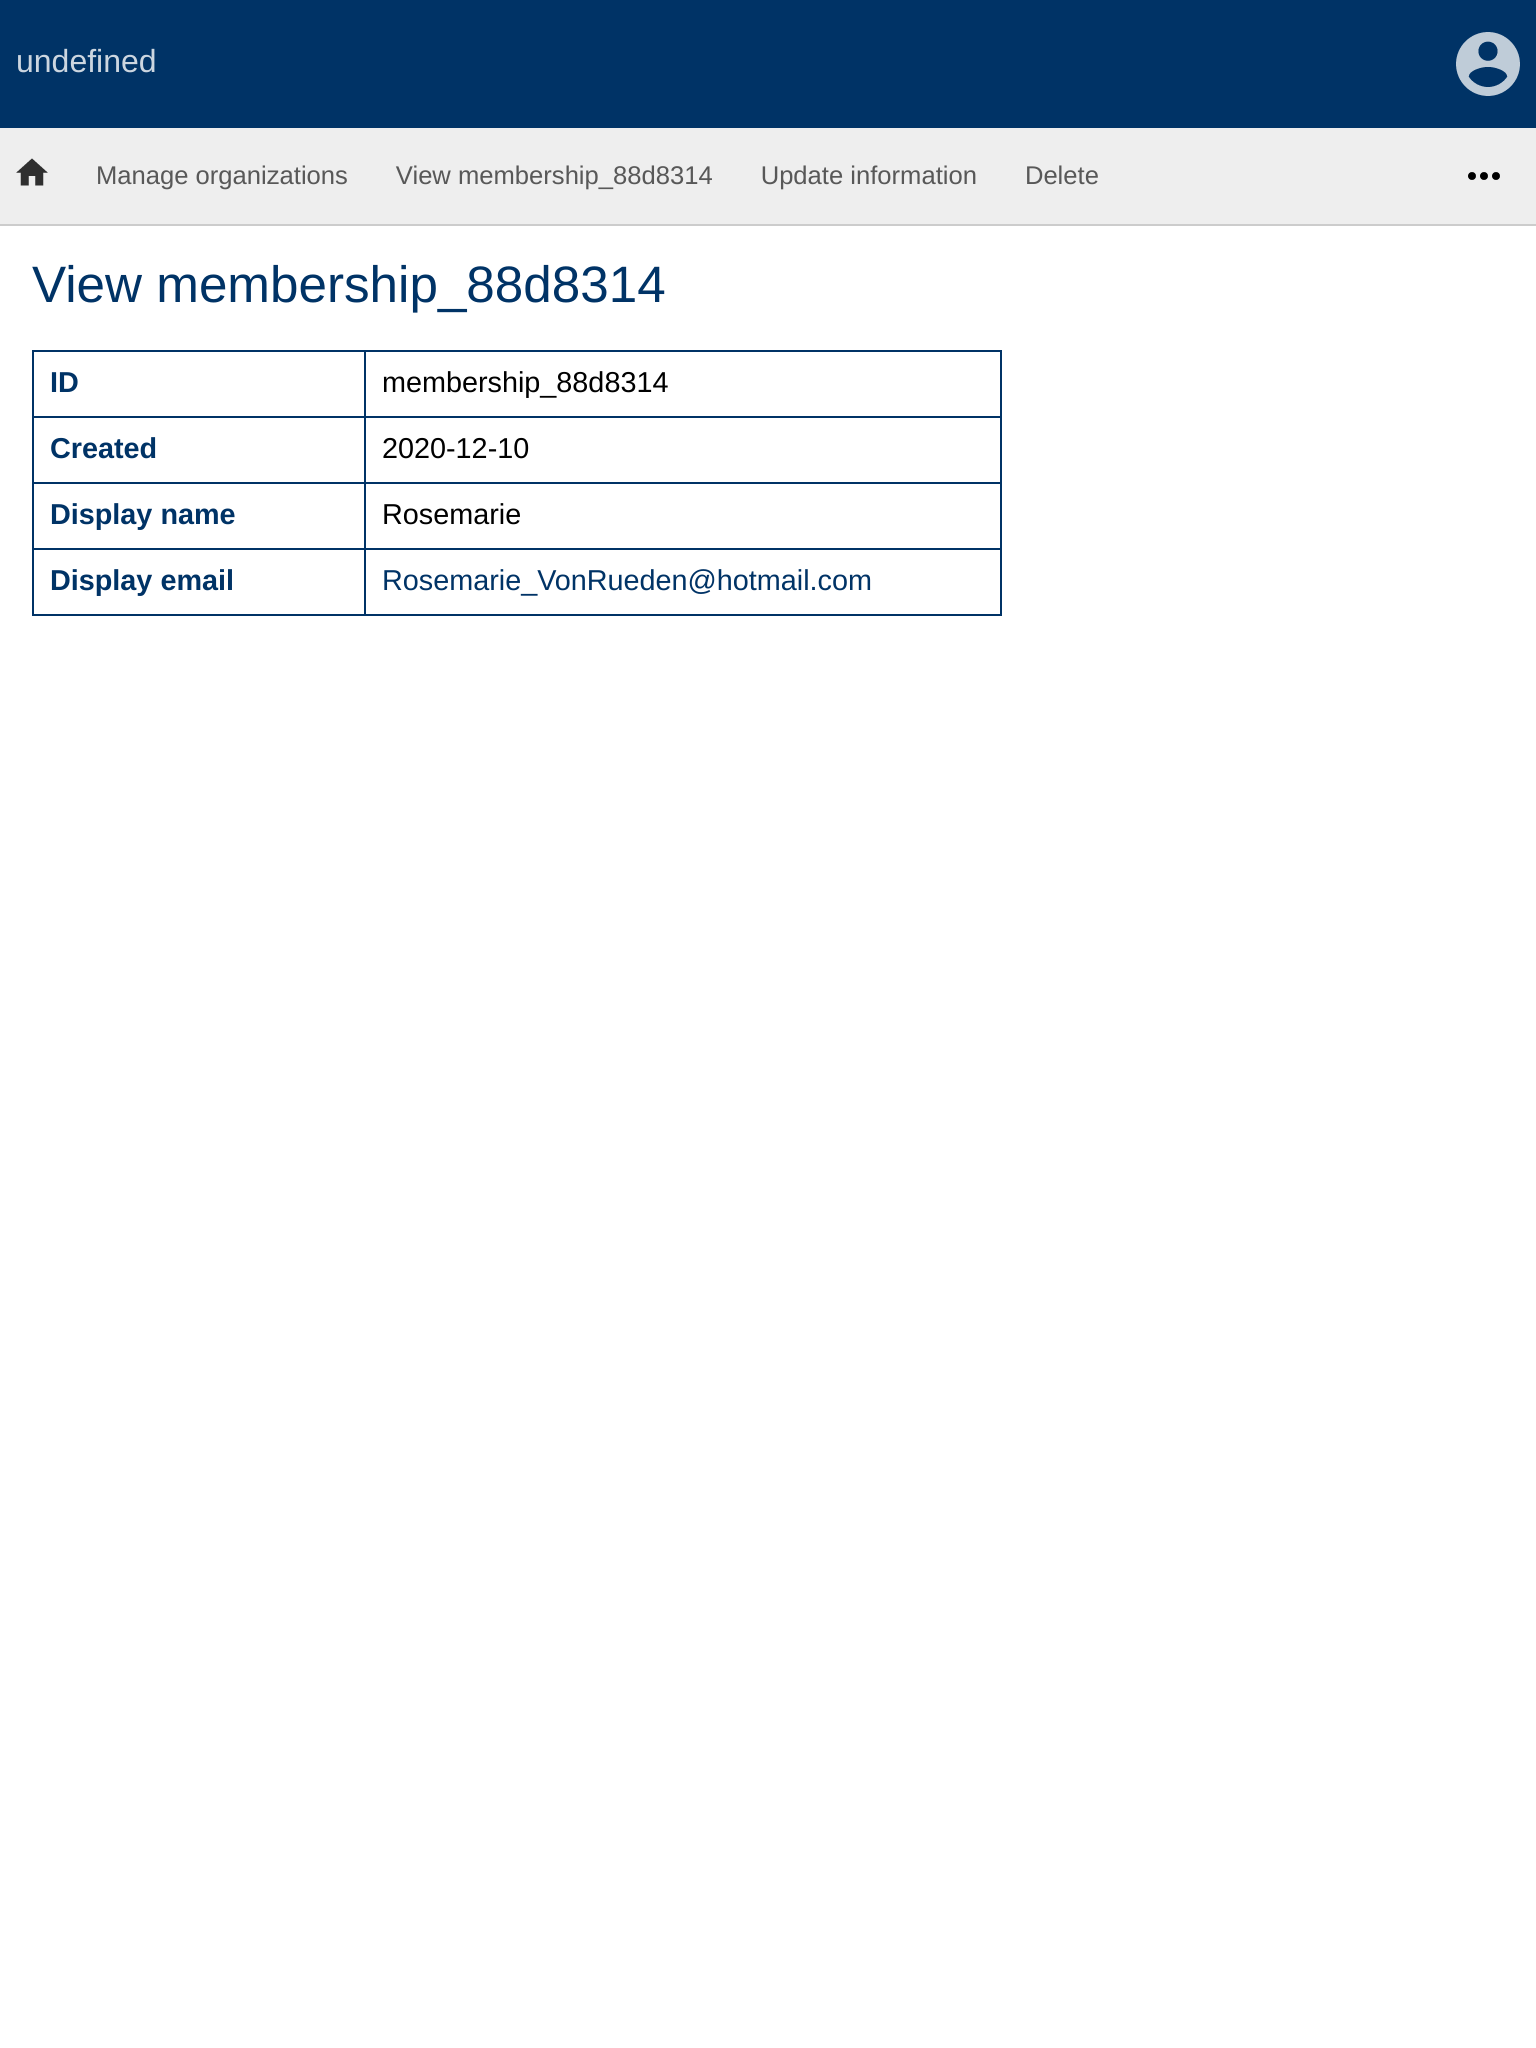 undefined
Manage organizations View membership_88d8314 Update information Delete
View membership_88d8314
ID membership_88d8314
Created 2020-12-10
Display name Rosemarie
Display email Rosemarie_VonRueden@hotmail.com